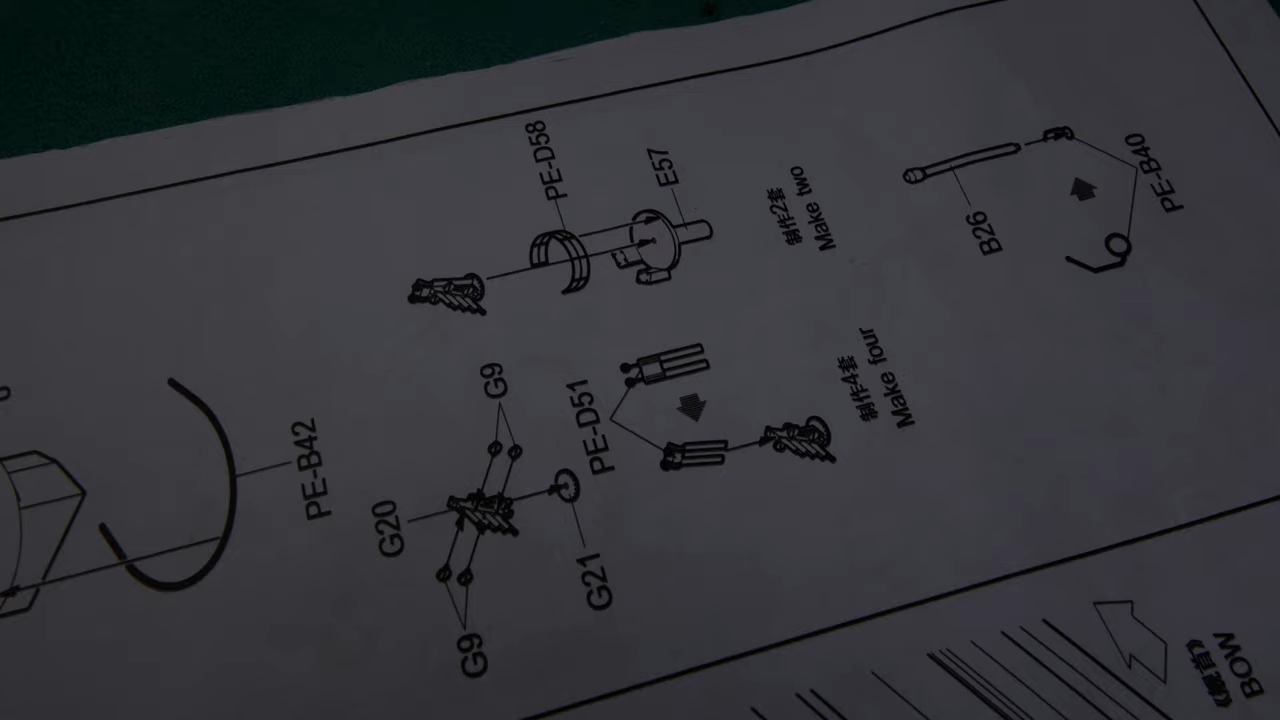 PE-D58
E57
制作2套
Make two
B26
PE-B40
G9
PE-D51
制作4套
Make four
PE-B42
G20
G21
G9
《艇首》
BOW